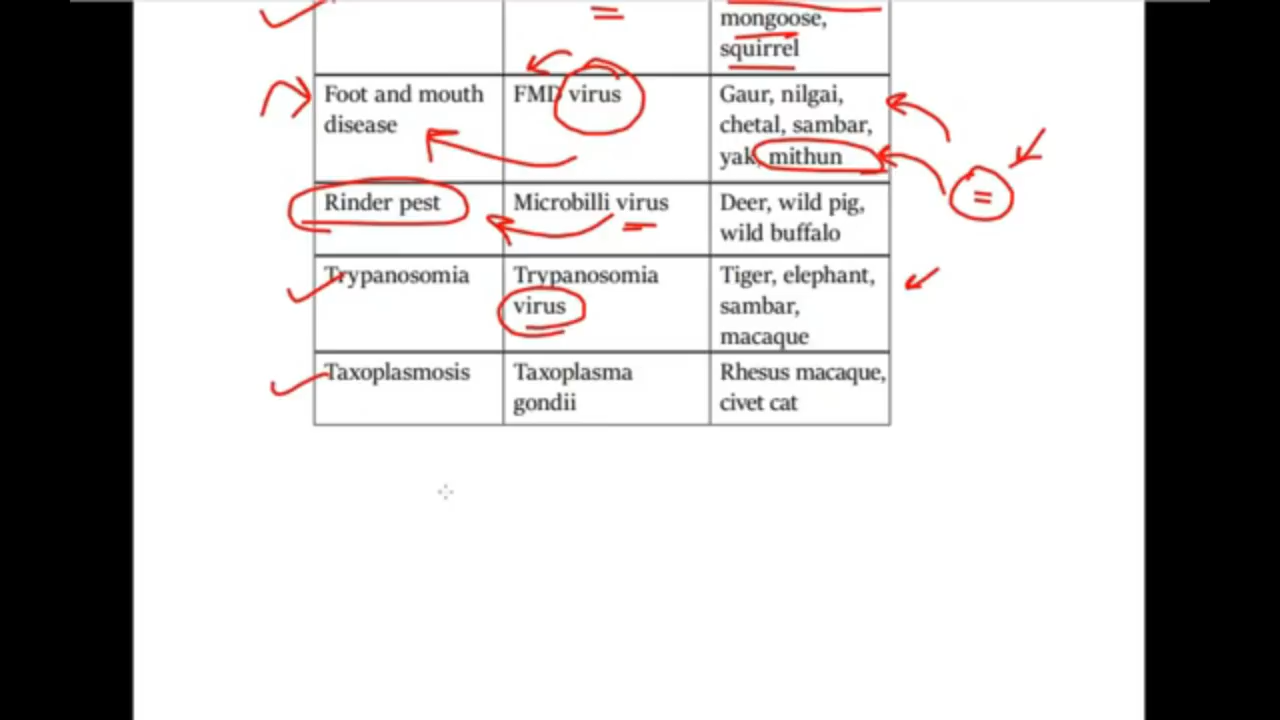 mongoose,
squirrel
Foot and mouth
disease
FMD virus
Gaur, nilgai,
chetal, sambar,
yak, mithun
Rinder pest
Microbilli virus
Deer, wild pig,
wild buffalo
Trypanosomia
Trypanosomia
virus
Tiger, elephant,
sambar,
macaque
Taxoplasmosis
Taxoplasma
gondii
Rhesus macaque,
civet cat